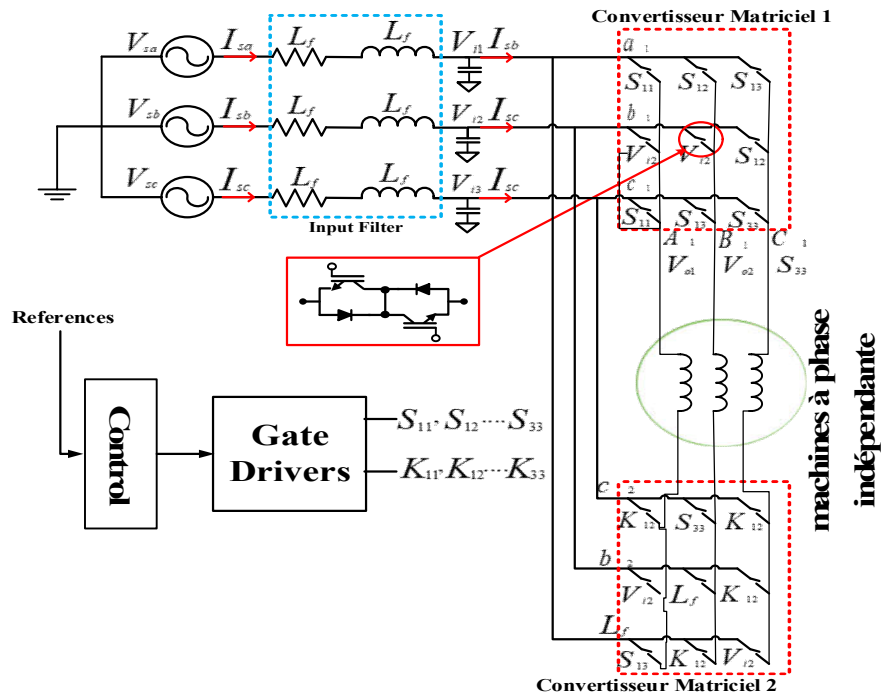 Convertisseur Matriciel 1
V_sa I_sa L_f L_f V_i1 I_sb a_1
S_11 S_12 S_13
V_sb I_sb L_f L_f V_i2 I_sc b_1
V_i2 V_i2 S_12
V_sc I_sc L_f L_f V_i3 I_sc c_1
S_11 S_13 S_33
Input Filter
A_1 B_1 C_1
V_o1 V_o2 S_33
References
machines à phase
indépendante
Control
Gate
Drivers
S_11, S_12 ···· S_33
K_11, K_12 ··· K_33
c_2
K_12 S_33 K_12
b_2
V_i2 L_f K_12
L_f
S_13 K_12 V_i2
Convertisseur Matriciel 2